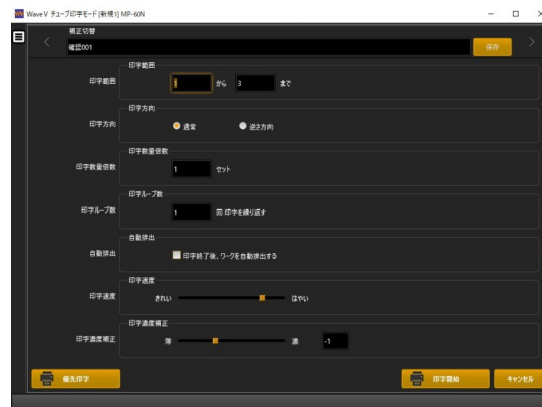 Wave V チューブ印字モード [新規1] MP-60N
補正切替
確認001
保存
印字範囲
印字範囲 1 から 3 まで
印字方向
印字方向 通常 逆さ方向
印字数量倍数
印字数量倍数 1 セット
印字ループ数
印字ループ数 1 回 印字を繰り返す
自動排出
自動排出 印字終了後、ワークを自動排出する
印字速度
印字速度 きれい はやい
印字濃度補正
印字濃度補正 薄 濃 -1
優先印字 印字開始 キャンセル